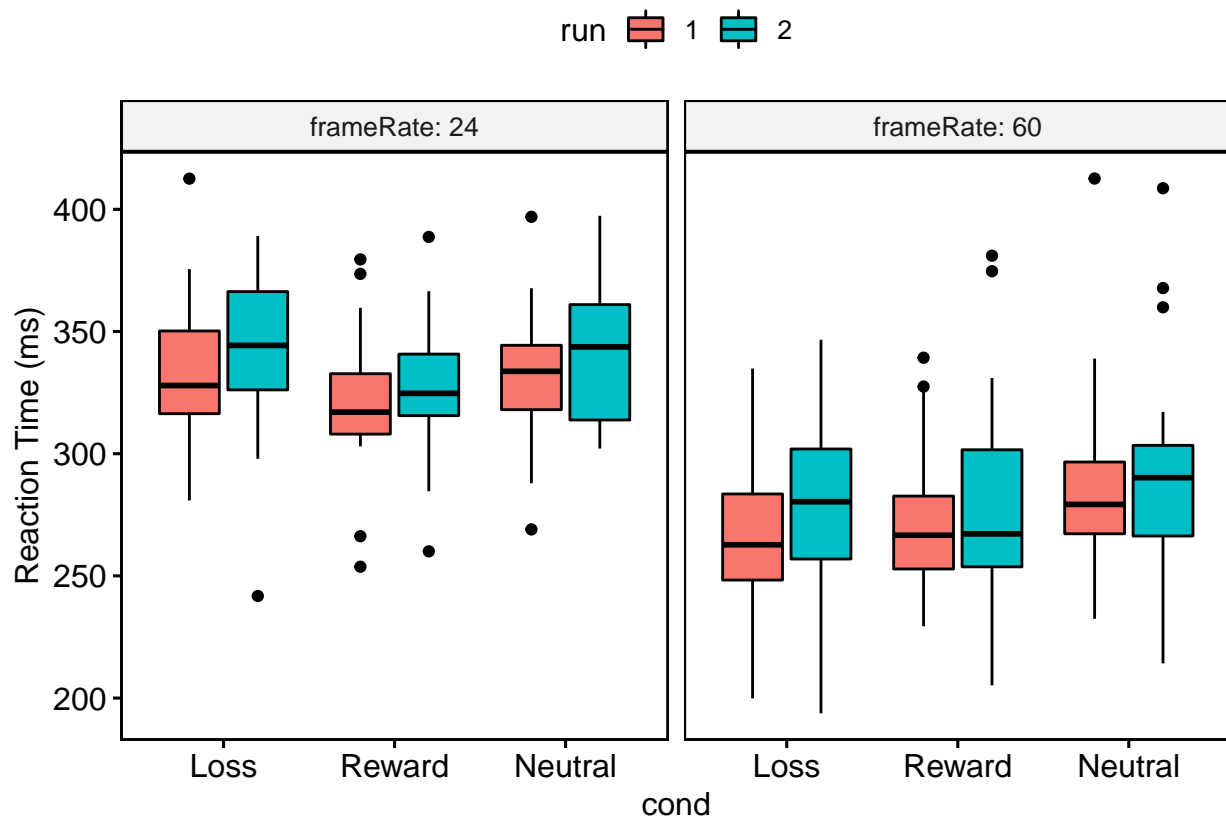 run 1 2
frameRate: 24 frameRate: 60
Reaction Time (ms)
400
350
300
250
200
Loss Reward Neutral Loss Reward Neutral
cond